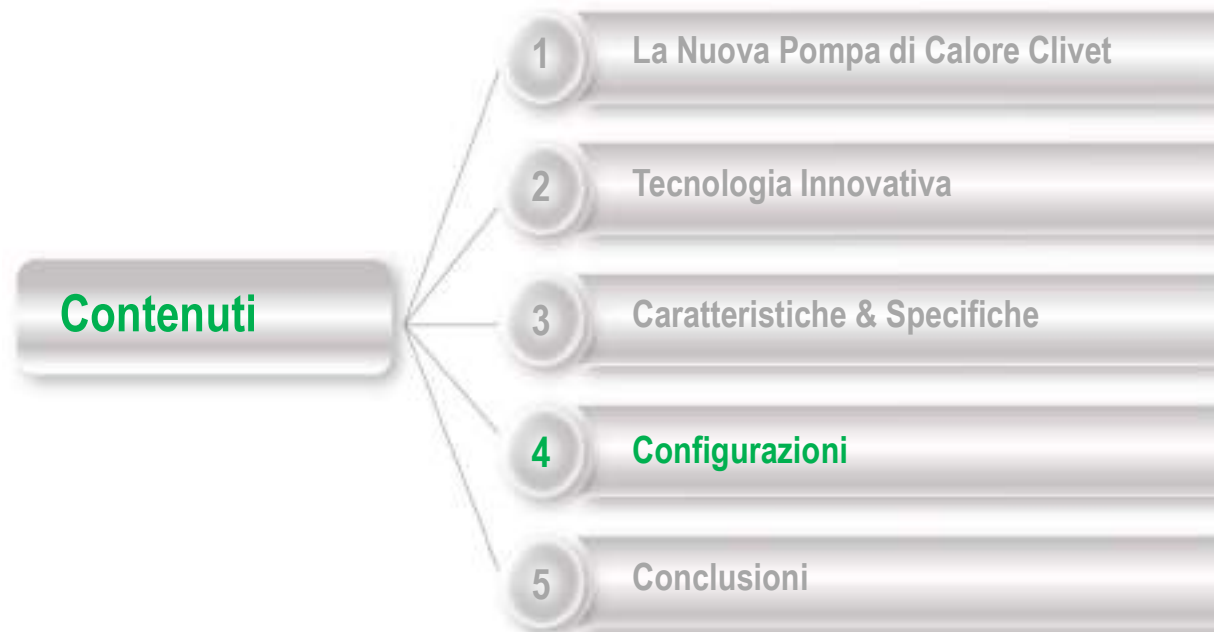 Contenuti
1 La Nuova Pompa di Calore Clivet
2 Tecnologia Innovativa
3 Caratteristiche & Specifiche
4 Configurazioni
5 Conclusioni